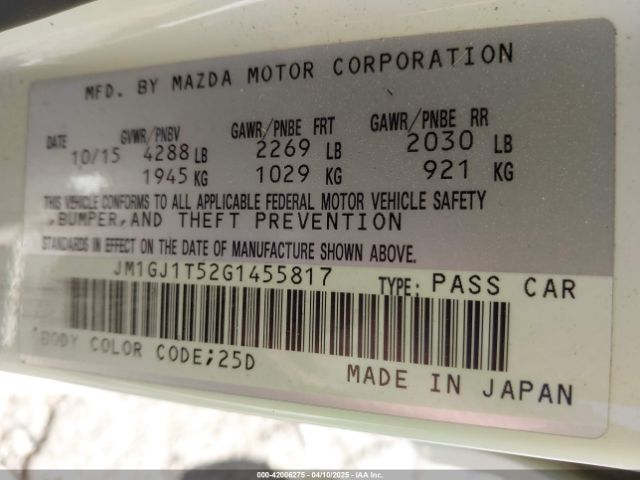 MFD. BY MAZDA MOTOR CORPORATION
DATE GVWR/PNBV GAWR/PNBE FRT GAWR/PNBE RR
10/15 4288 LB 2269 LB 2030 LB
1945 KG 1029 KG 921 KG
THIS VEHICLE CONFORMS TO ALL APPLICABLE FEDERAL MOTOR VEHICLE SAFETY
,BUMPER,AND THEFT PREVENTION
STANDARDS IN EFFECT ON THE DATE OF MANUFACTURE SHOWN ABOVE.
JM1GJ1T52G1455817 TYPE: PASS CAR
*BODY COLOR CODE;25D
MADE IN JAPAN
000-42006275 - 04/10/2025 - IAAI.COM